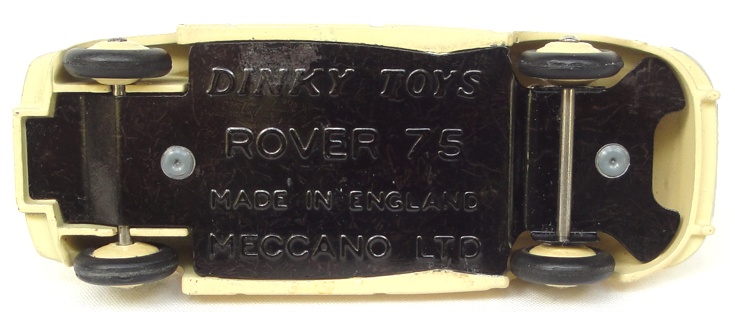 DINKY TOYS
ROVER 75
MADE IN ENGLAND
MECCANO LTD